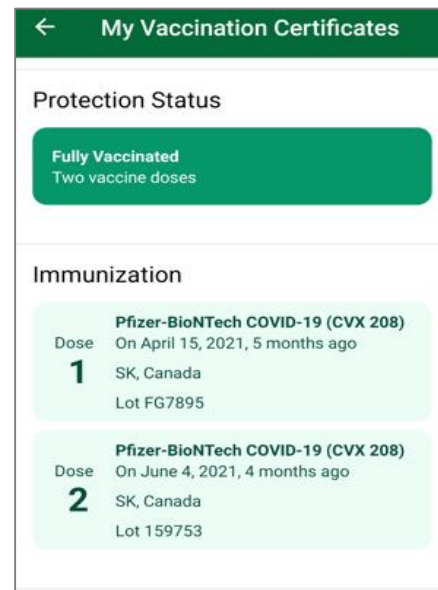 My Vaccination Certificates
Protection Status
Fully Vaccinated
Two vaccine doses
Immunization
Pfizer-BioNTech COVID-19 (CVX 208)
Dose On April 15, 2021, 5 months ago
1 SK, Canada
Lot FG7895
Pfizer-BioNTech COVID-19 (CVX 208)
Dose On June 4, 2021, 4 months ago
2 SK, Canada
Lot 159753